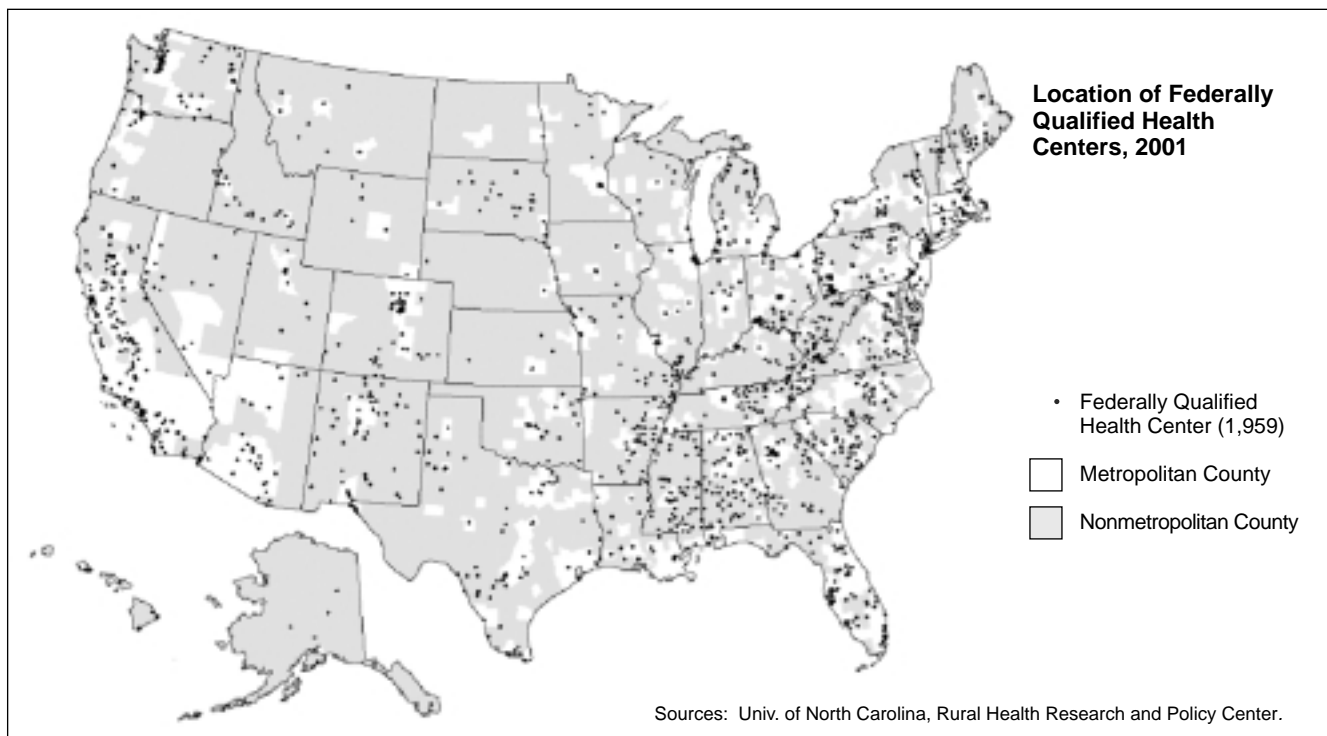 Location of Federally
Qualified Health
Centers, 2001
Federally Qualified
Health Center (1,959)
Metropolitan County
Nonmetropolitan County
Sources: Univ. of North Carolina, Rural Health Research and Policy Center.